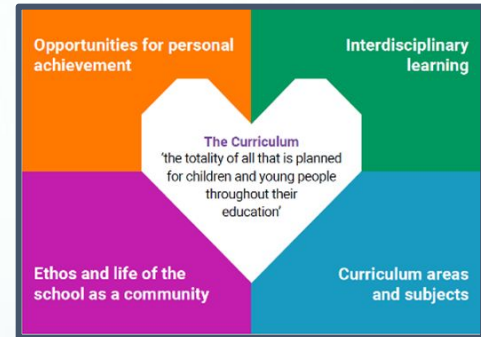 Opportunities for personal
achievement
Interdisciplinary
learning
The Curriculum
‘the totality of all that is planned
for children and young people
throughout their
education’
Ethos and life of the
school as a community
Curriculum areas
and subjects